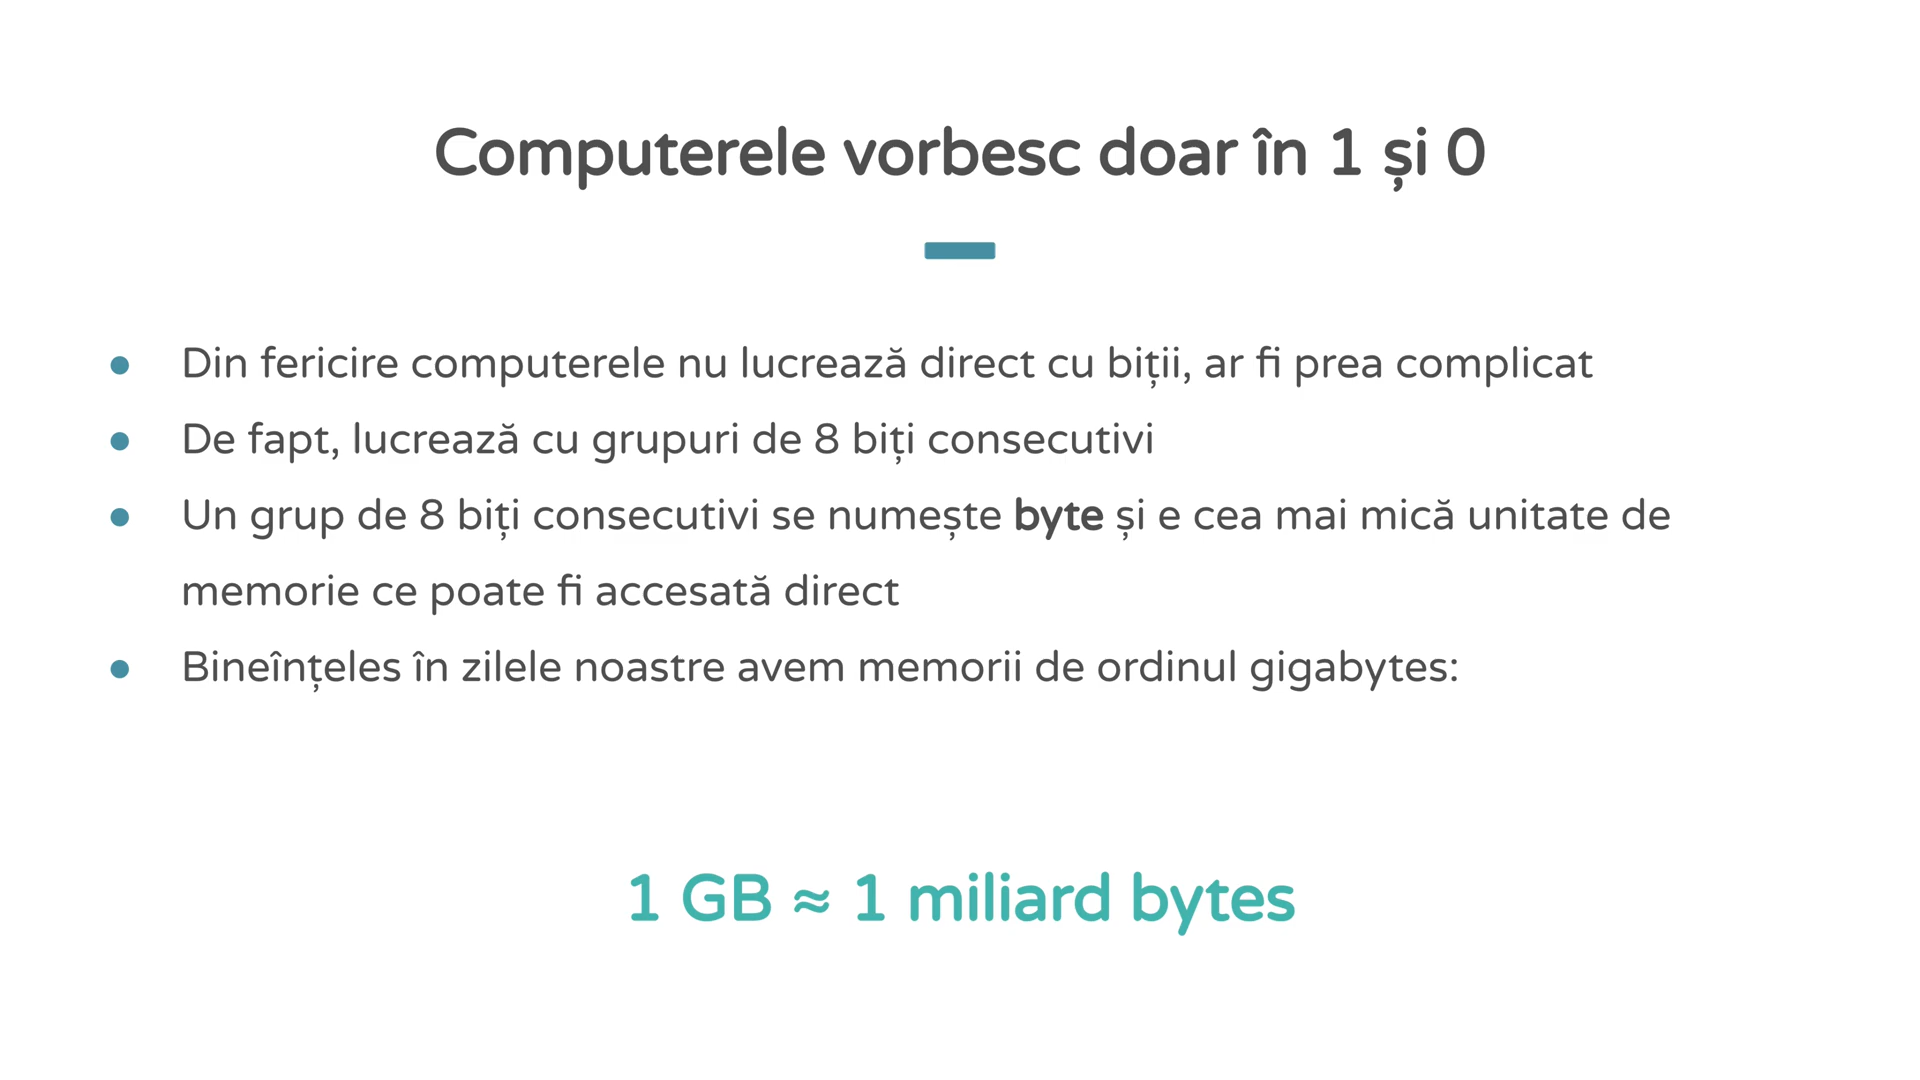 Computerele vorbesc doar în 1 și 0
● Din fericire computerele nu lucrează direct cu biții, ar fi prea complicat
● De fapt, lucrează cu grupuri de 8 biți consecutivi
● Un grup de 8 biți consecutivi se numește byte și e cea mai mică unitate de
memorie ce poate fi accesată direct
● Bineînțeles în zilele noastre avem memorii de ordinul gigabytes:
1 GB ≈ 1 miliard bytes